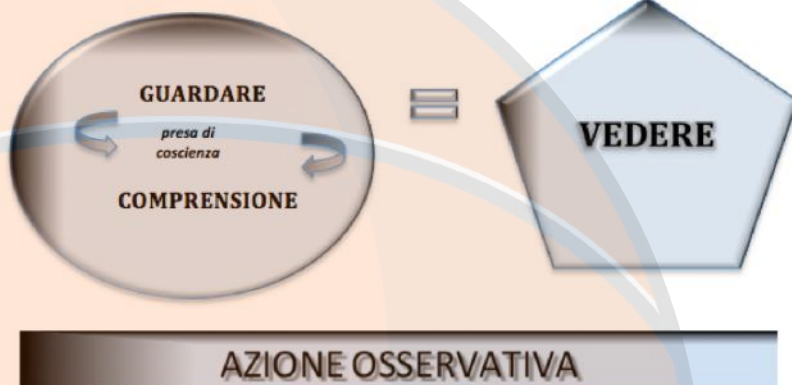 GUARDARE
presa di
coscienza
COMPRENSIONE
=
VEDERE
AZIONE OSSERVATIVA